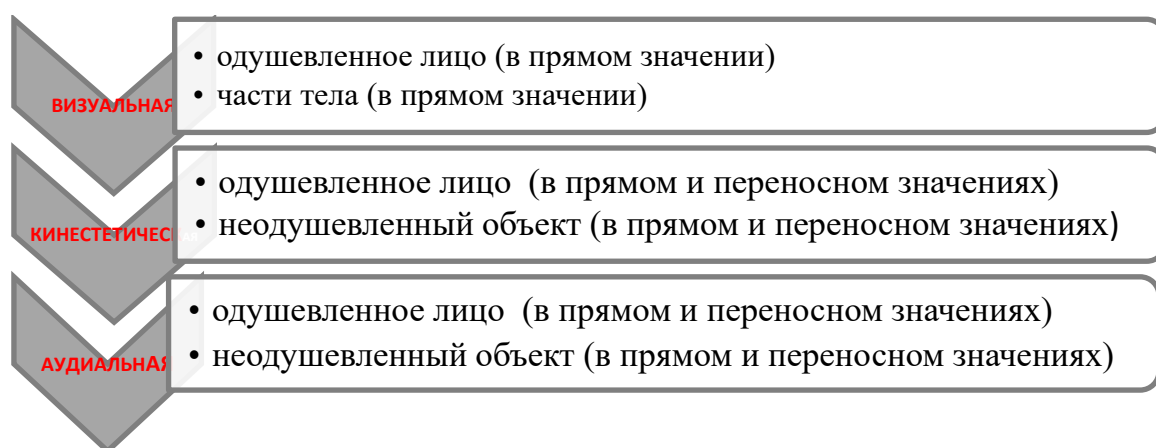 ВИЗУАЛЬНАЯ
• одушевленное лицо (в прямом значении)
• части тела (в прямом значении)
КИНЕСТЕТИЧЕСКАЯ
• одушевленное лицо (в прямом и переносном значениях)
• неодушевленный объект (в прямом и переносном значениях)
АУДИАЛЬНАЯ
• одушевленное лицо (в прямом и переносном значениях)
• неодушевленный объект (в прямом и переносном значениях)